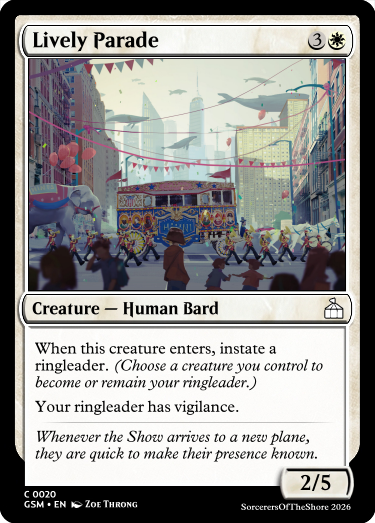 Lively Parade 3
Creature — Human Bard
When this creature enters, instate a
ringleader. (Choose a creature you control to
become or remain your ringleader.)
Your ringleader has vigilance.
Whenever the Show arrives to a new plane,
they are quick to make their presence known.
2/5
C 0020
GSM • EN Zoe Throng
SorcerersOfTheShore 2026